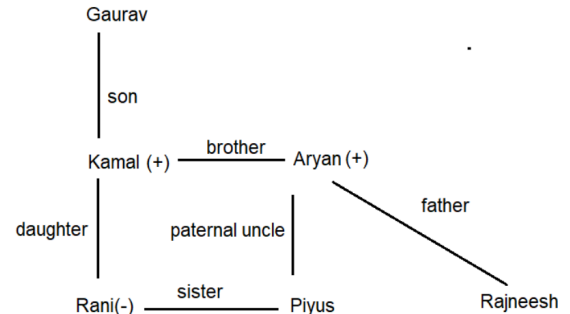 Gaurav
son
brother
Kamal (+) Aryan (+)
father
daughter paternal uncle
sister
Rani(-) Piyus Rajneesh